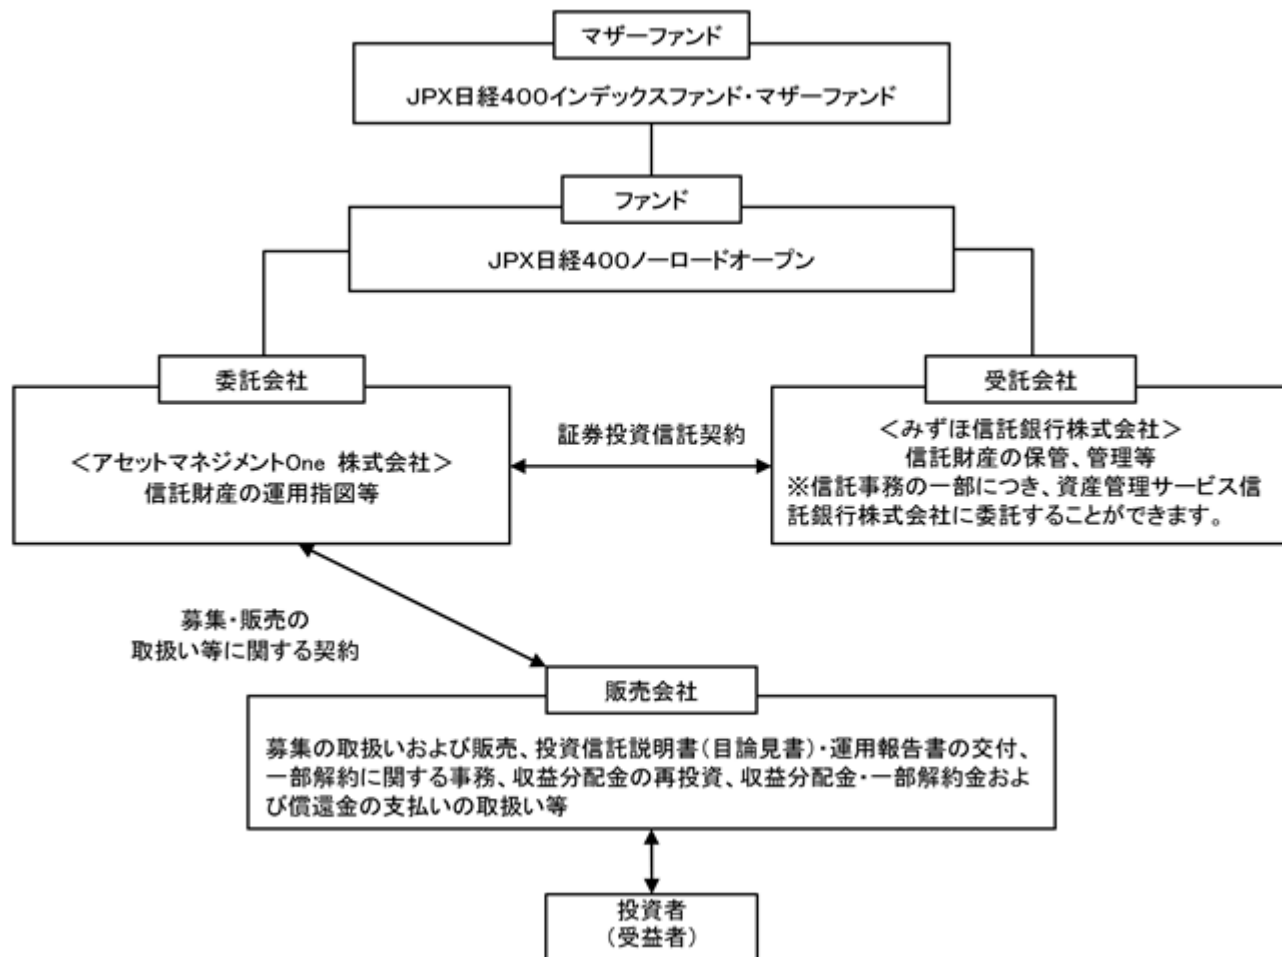 マザーファンド
JPX日経400インデックスファンド・マザーファンド
ファンド
JPX日経400ノーロードオープン
委託会社
<アセットマネジメントOne 株式会社>
信託財産の運用指図等
証券投資信託契約
受託会社
<みずほ信託銀行株式会社>
信託財産の保管、管理等
※信託事務の一部につき、資産管理サービス信
託銀行株式会社に委託することができます。
募集・販売の
取扱い等に関する契約
販売会社
募集の取扱いおよび販売、投資信託説明書(目論見書)・運用報告書の交付、
一部解約に関する事務、収益分配金の再投資、収益分配金・一部解約金およ
び償還金の支払いの取扱い等
投資者
(受益者)